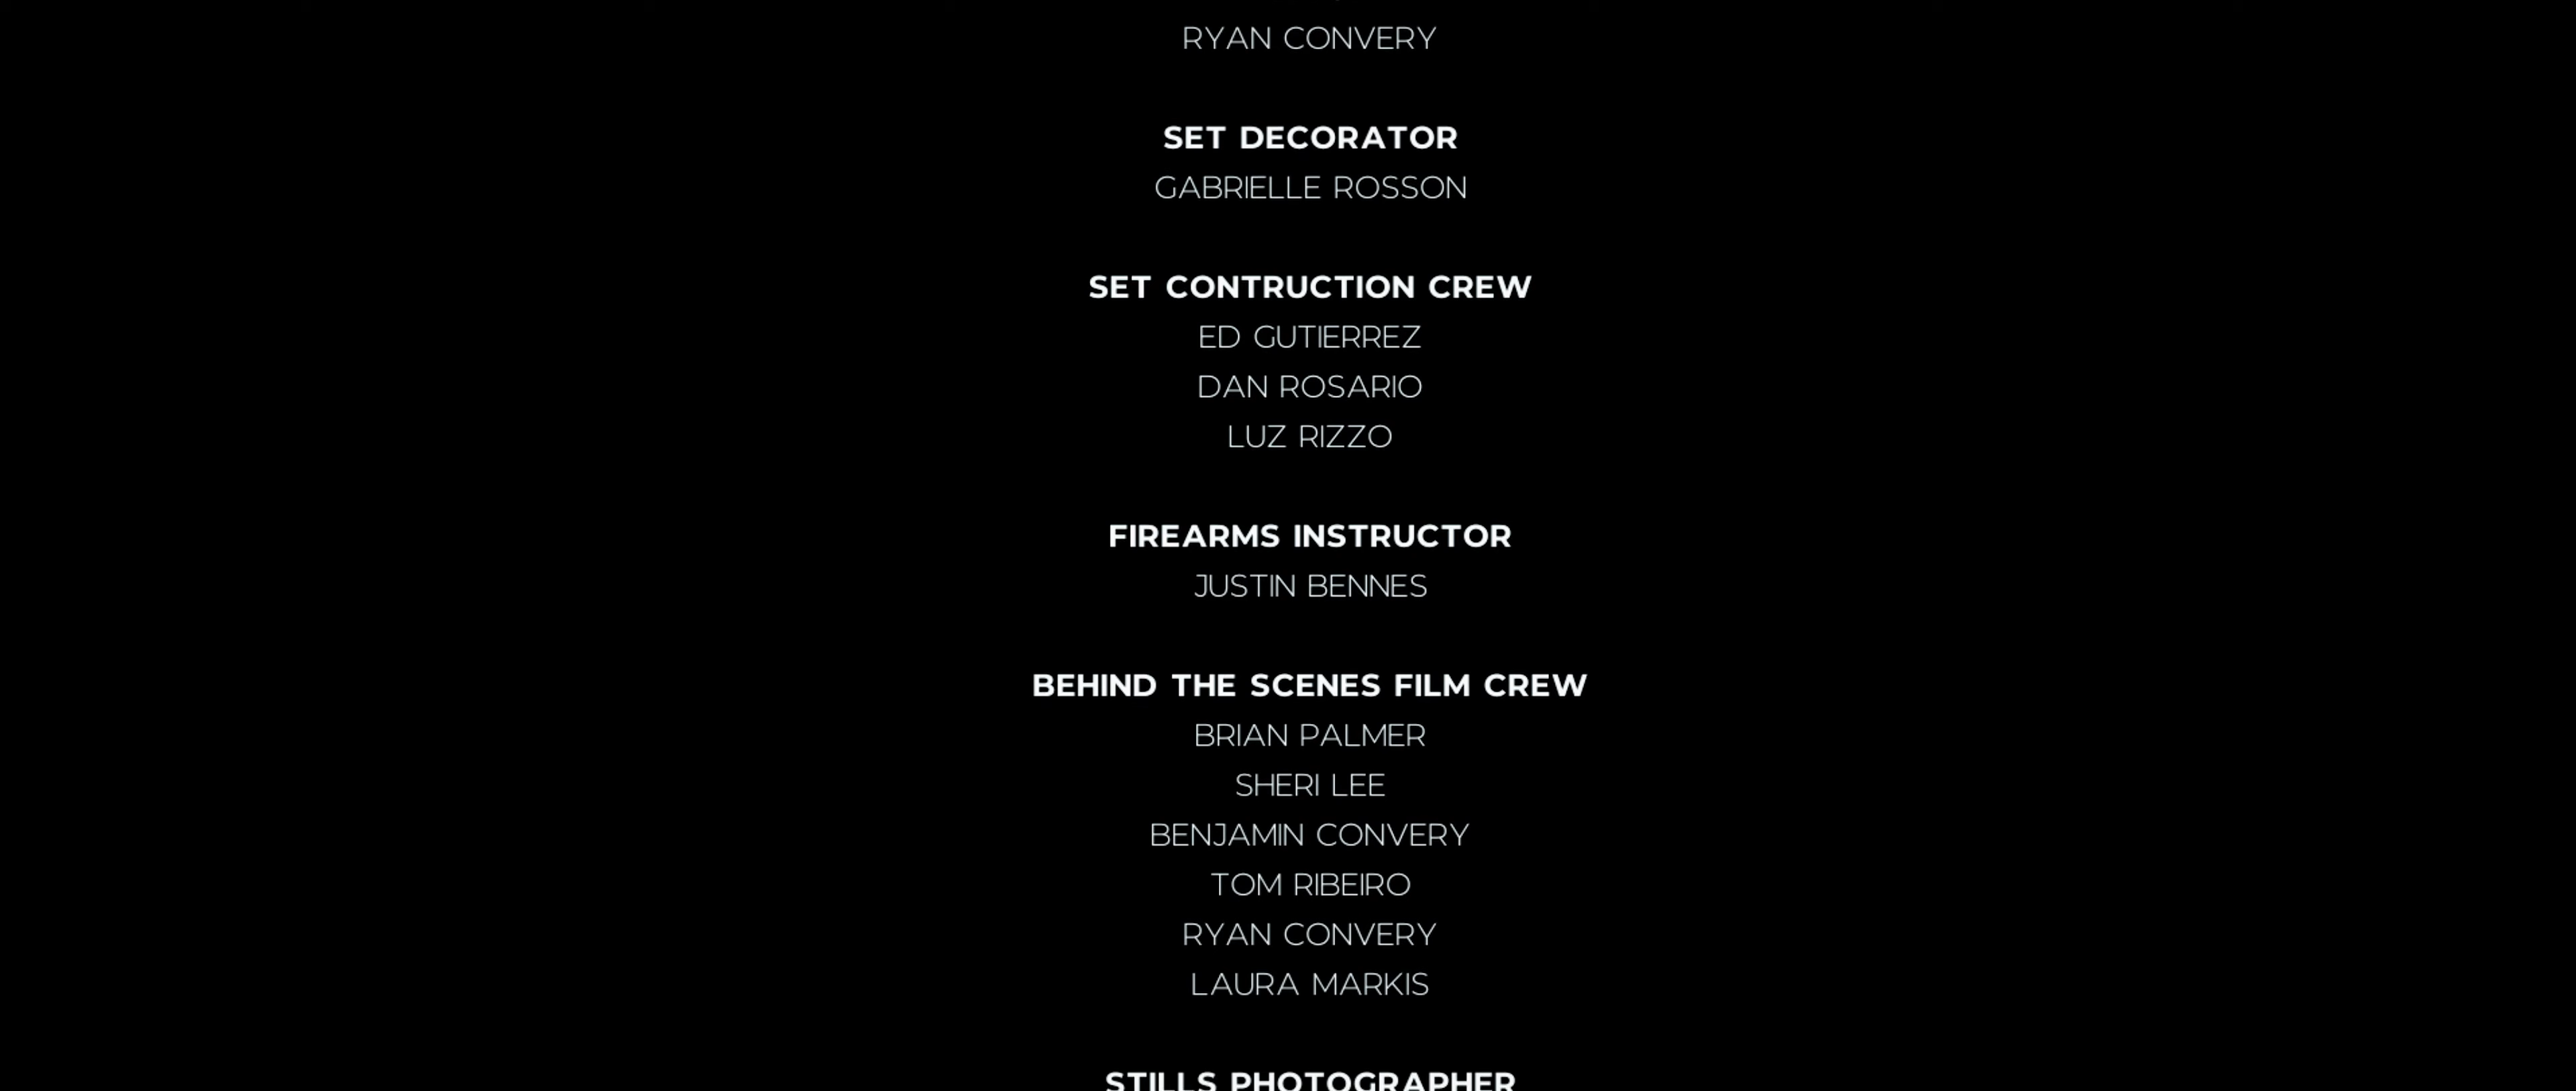 RYAN CONVERY
SET DECORATOR
GABRIELLE ROSSON
SET CONTRUCTION CREW
ED GUTIERREZ
DAN ROSARIO
LUZ RIZZO
FIREARMS INSTRUCTOR
JUSTIN BENNES
BEHIND THE SCENES FILM CREW
BRIAN PALMER
SHERI LEE
BENJAMIN CONVERY
TOM RIBEIRO
RYAN CONVERY
LAURA MARKIS
STILLS PHOTOGRAPHER